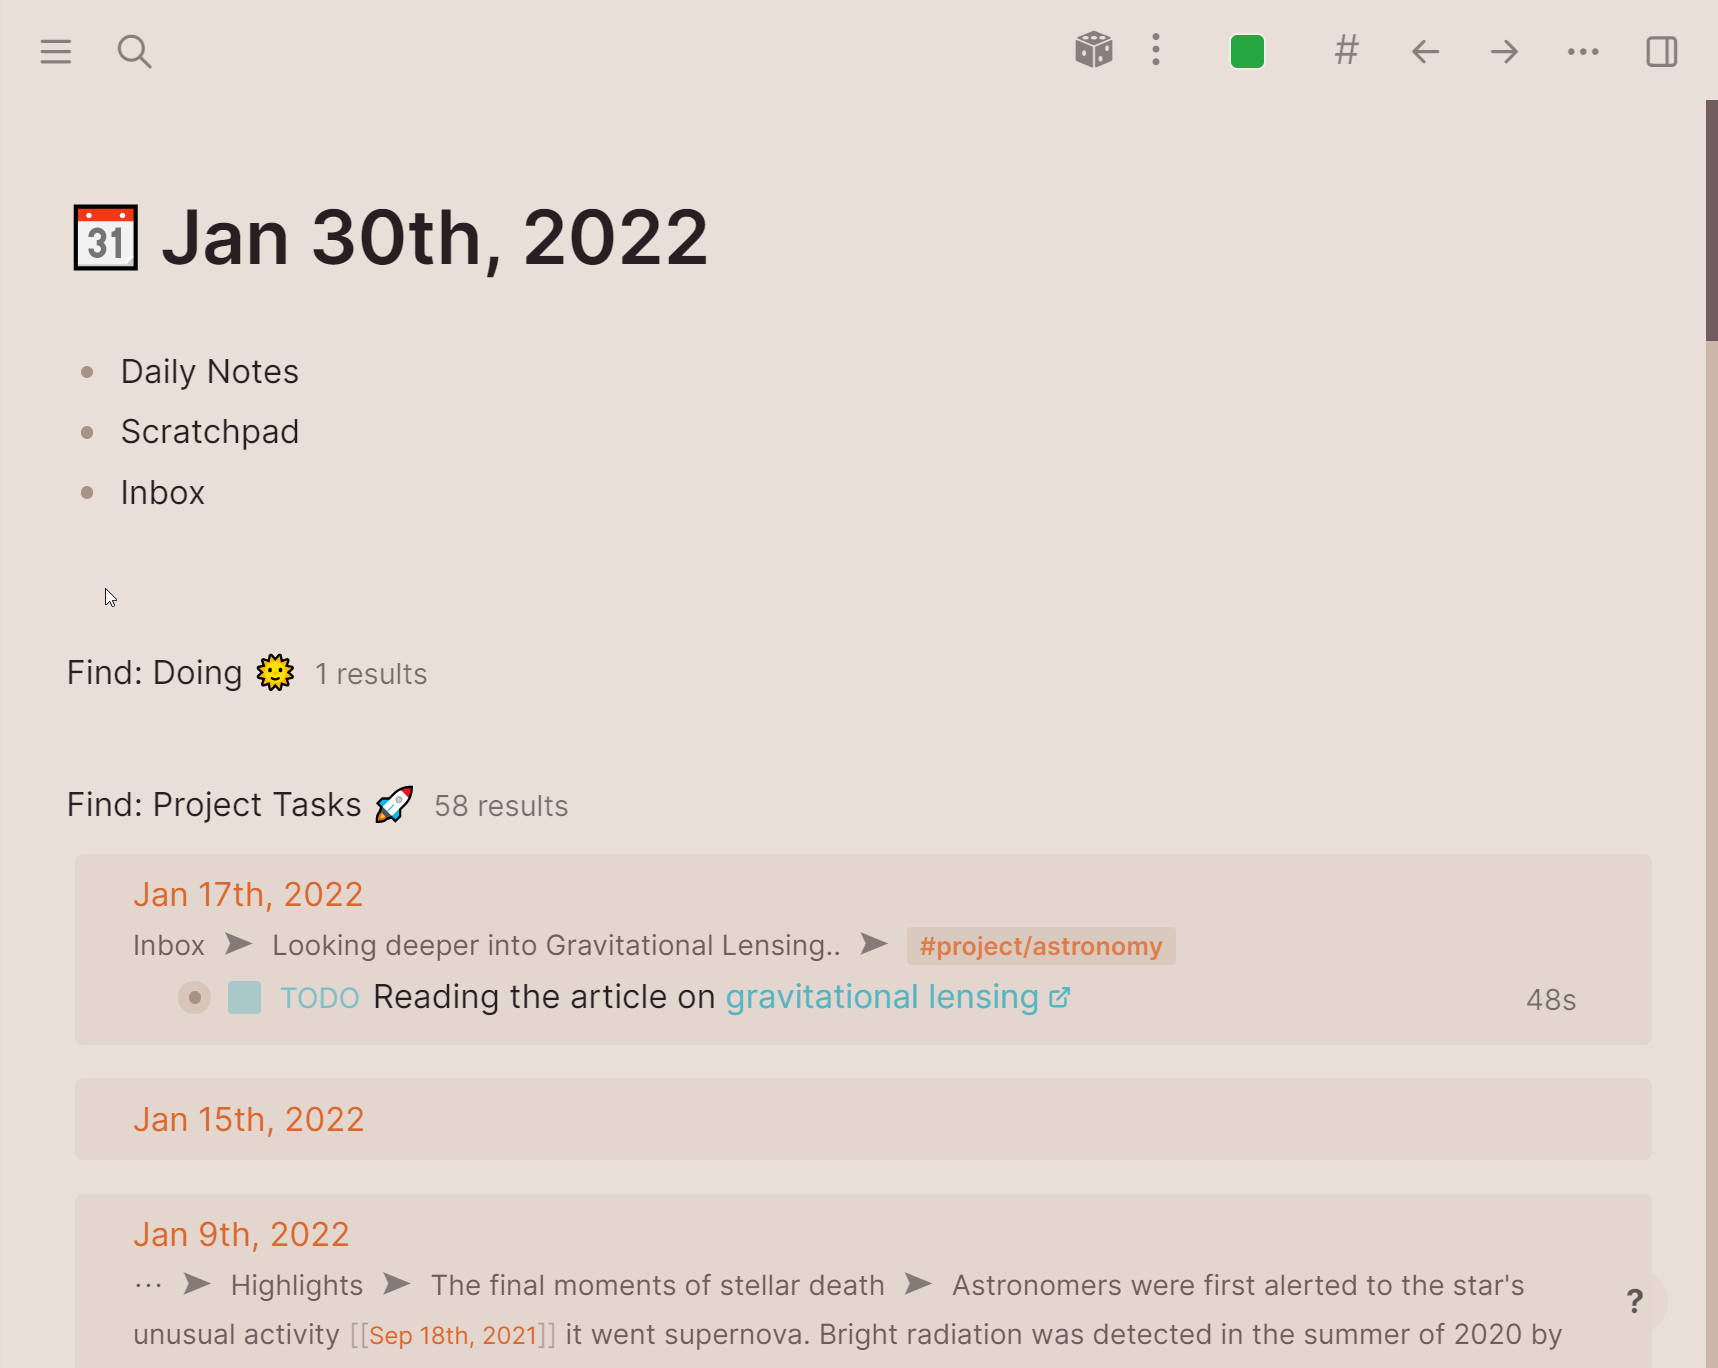 #
31 Jan 30th, 2022
Daily Notes
Scratchpad
Inbox
Find: Doing 🌞 1 results
Find: Project Tasks 🚀 58 results
Jan 17th, 2022
Inbox ➤ Looking deeper into Gravitational Lensing.. ➤ #project/astronomy
TODO Reading the article on gravitational lensing 48s
Jan 15th, 2022
Jan 9th, 2022
... ➤ Highlights ➤ The final moments of stellar death ➤ Astronomers were first alerted to the star's
unusual activity [[Sep 18th, 2021]] it went supernova. Bright radiation was detected in the summer of 2020 by
?